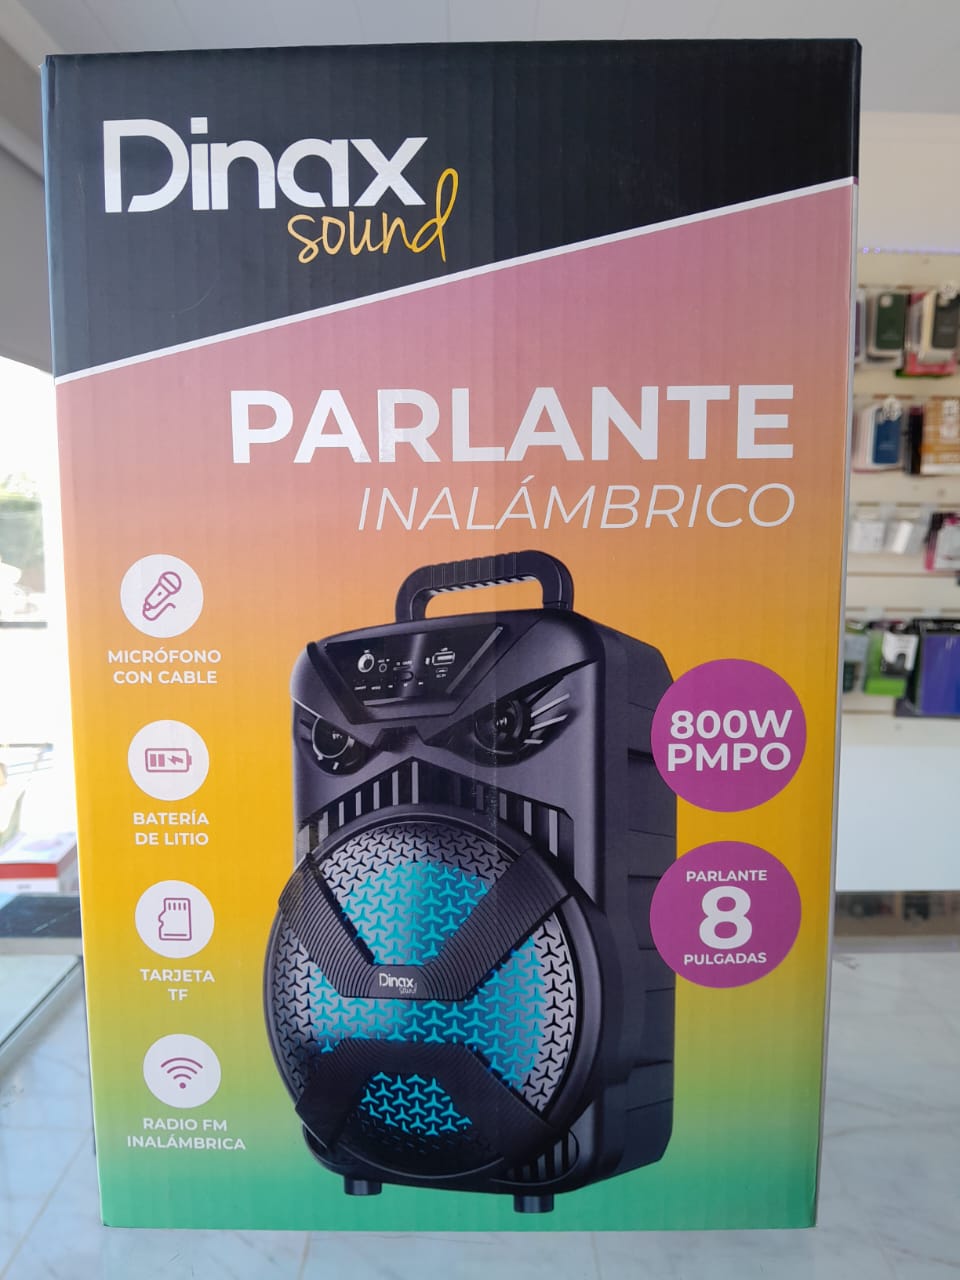 Dinax
sound
PARLANTE
INALÁMBRICO
MICRÓFONO
CON CABLE
BATERÍA
DE LITIO
TARJETA
TF
RADIO FM
INALÁMBRICA
800W
PMPO
PARLANTE
8
PULGADAS
Dinax
sound